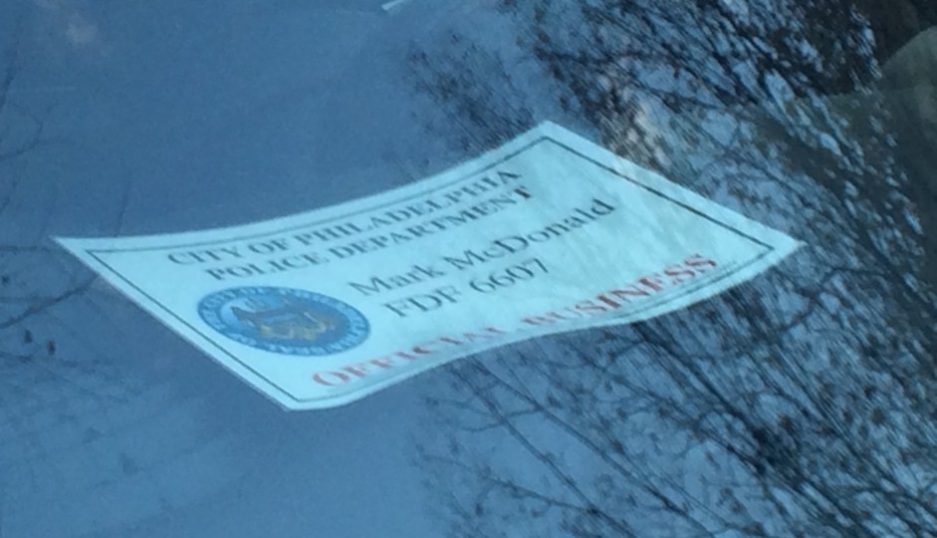 CITY OF PHILADELPHIA
POLICE DEPARTMENT
Mark McDonald
FDF 6607
OFFICIAL BUSINESS